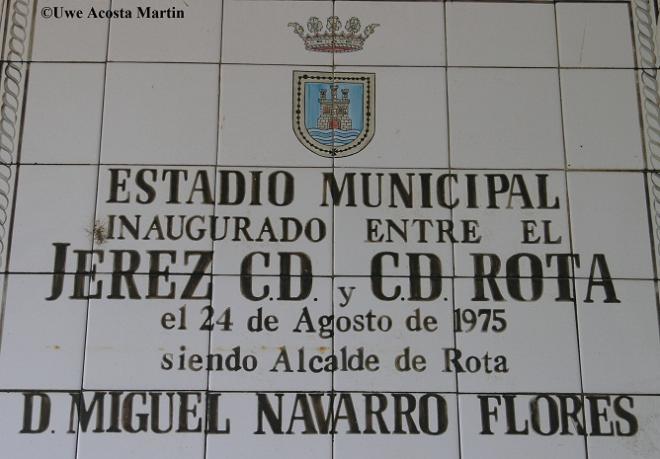 ©Uwe Acosta Martin
ESTADIO MUNICIPAL
INAUGURADO ENTRE EL
JEREZ C.D. y C.D. ROTA
el 24 de Agosto de 1975
siendo Alcalde de Rota
D. MIGUEL NAVARRO FLORES